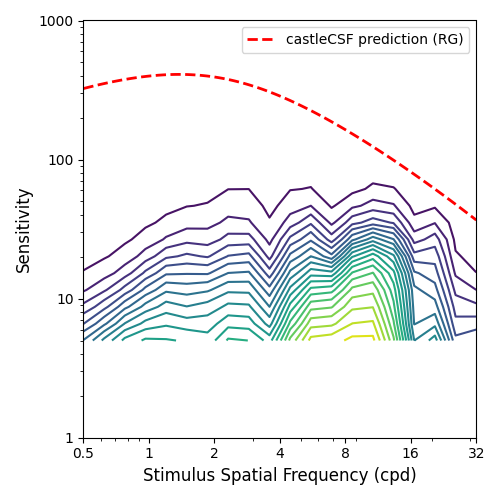 castleCSF prediction (RG)
Sensitivity
1000
100
10
1
0.5 1 2 4 8 16 32
Stimulus Spatial Frequency (cpd)